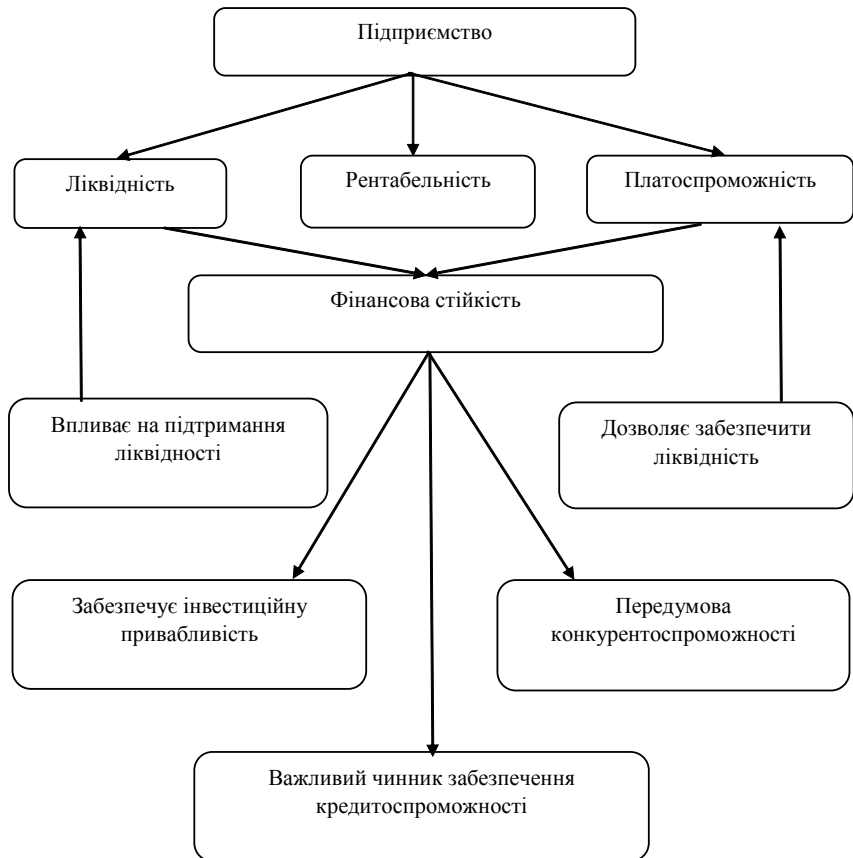 Підприємство
Ліквідність
Рентабельність
Платоспроможність
Фінансова стійкість
Впливає на підтримання
ліквідності
Дозволяє забезпечити
ліквідність
Забезпечує інвестиційну
привабливість
Передумова
конкурентоспроможності
Важливий чинник забезпечення
кредитоспроможності